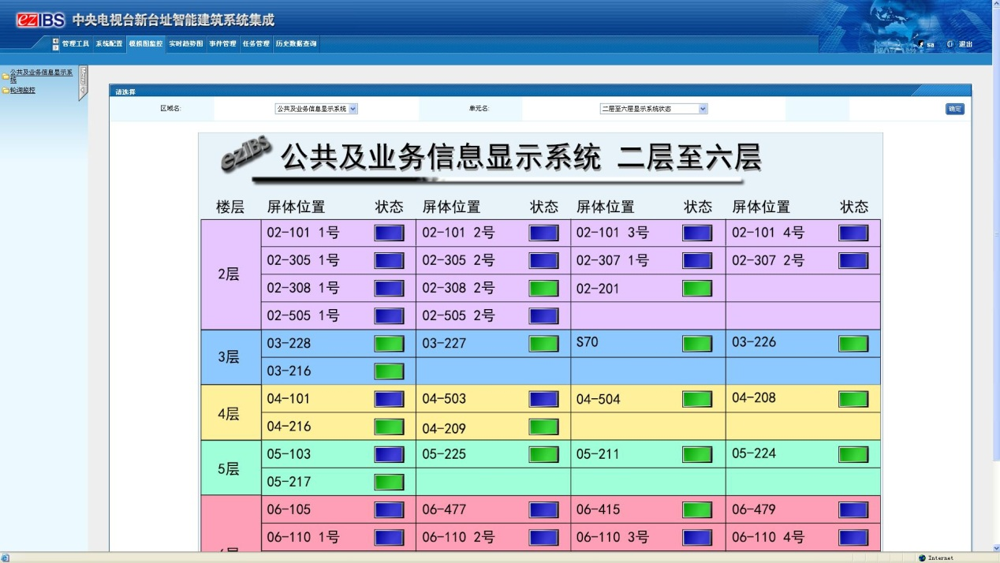 ezIBS 中央电视台新台址智能建筑系统集成
管理工具 系统配置 模拟图监控 实时趋势图 事件管理 任务管理 历史数据查询
sa 退出
公共及业务信息显示系
统
轮询监控
请选择
区域名: 公共及业务信息显示系统 单元名: 二层至六层显示系统状态 确定
ezIBS 公共及业务信息显示系统 二层至六层
楼层 屏体位置 状态 屏体位置 状态 屏体位置 状态 屏体位置 状态
2层
02-101 1号 02-101 2号 02-101 3号 02-101 4号
02-305 1号 02-305 2号 02-307 1号 02-307 2号
02-308 1号 02-308 2号 02-201
02-505 1号 02-505 2号
3层
03-228 03-227 S70 03-226
03-216
4层
04-101 04-503 04-504 04-208
04-216 04-209
5层
05-103 05-225 05-211 05-224
05-217
06-105 06-477 06-415 06-479
06-110 1号 06-110 2号 06-110 3号 06-110 4号
Internet